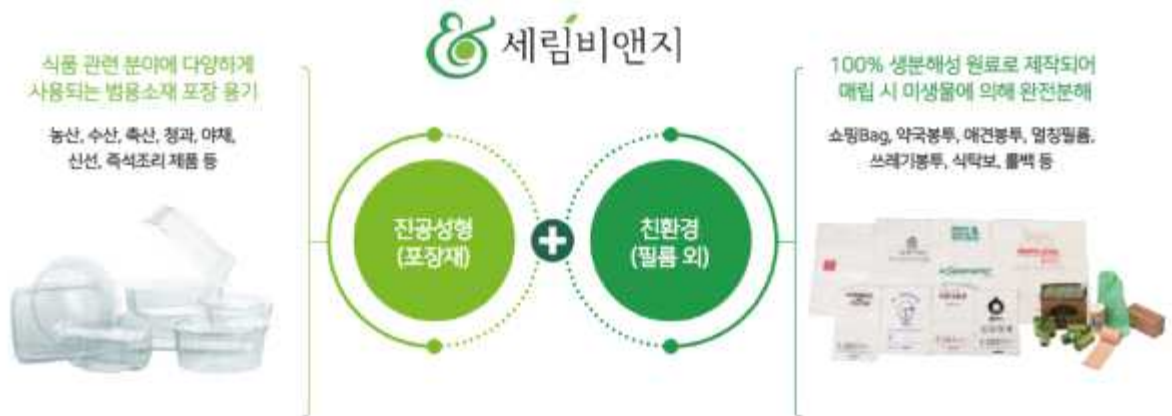 세림비앤지
식품 관련 분야에 다양하게
사용되는 범용소재 포장 용기
농산, 수산, 축산, 청과, 야채,
신선, 즉석조리 제품 등
진공성형
(포장재)
친환경
(필름 외)
100% 생분해성 원료로 제작되어
매립 시 미생물에 의해 완전분해
쇼핑Bag, 약국봉투, 애견봉투, 멀칭필름,
쓰레기봉투, 식탁보, 롤백 등